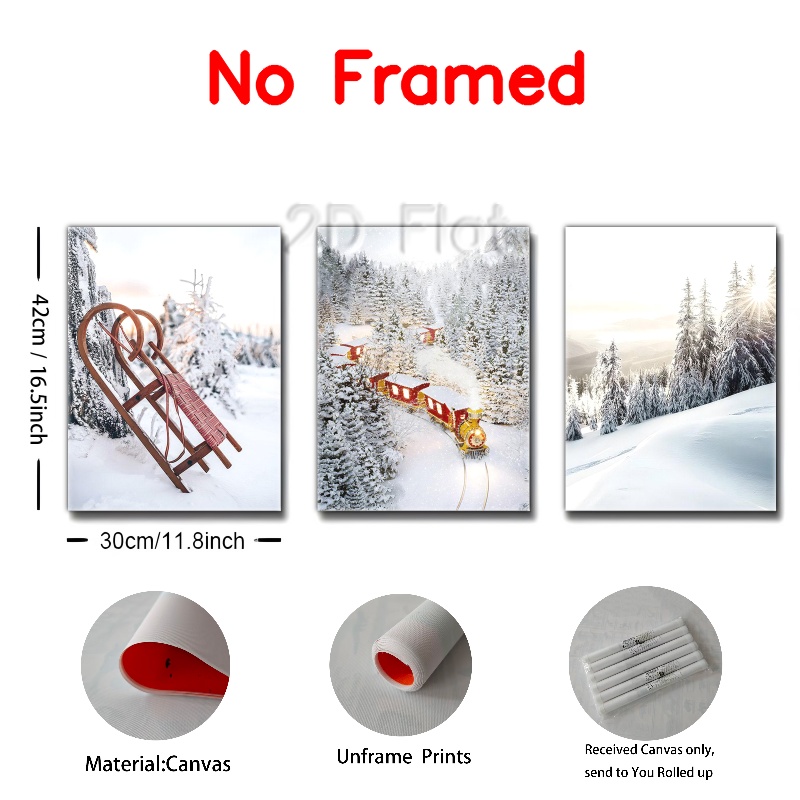 No Framed
2D Flat
42cm / 16.5inch
30cm/11.8inch
Material:Canvas
Unframe Prints
Received Canvas only,
send to You Rolled up